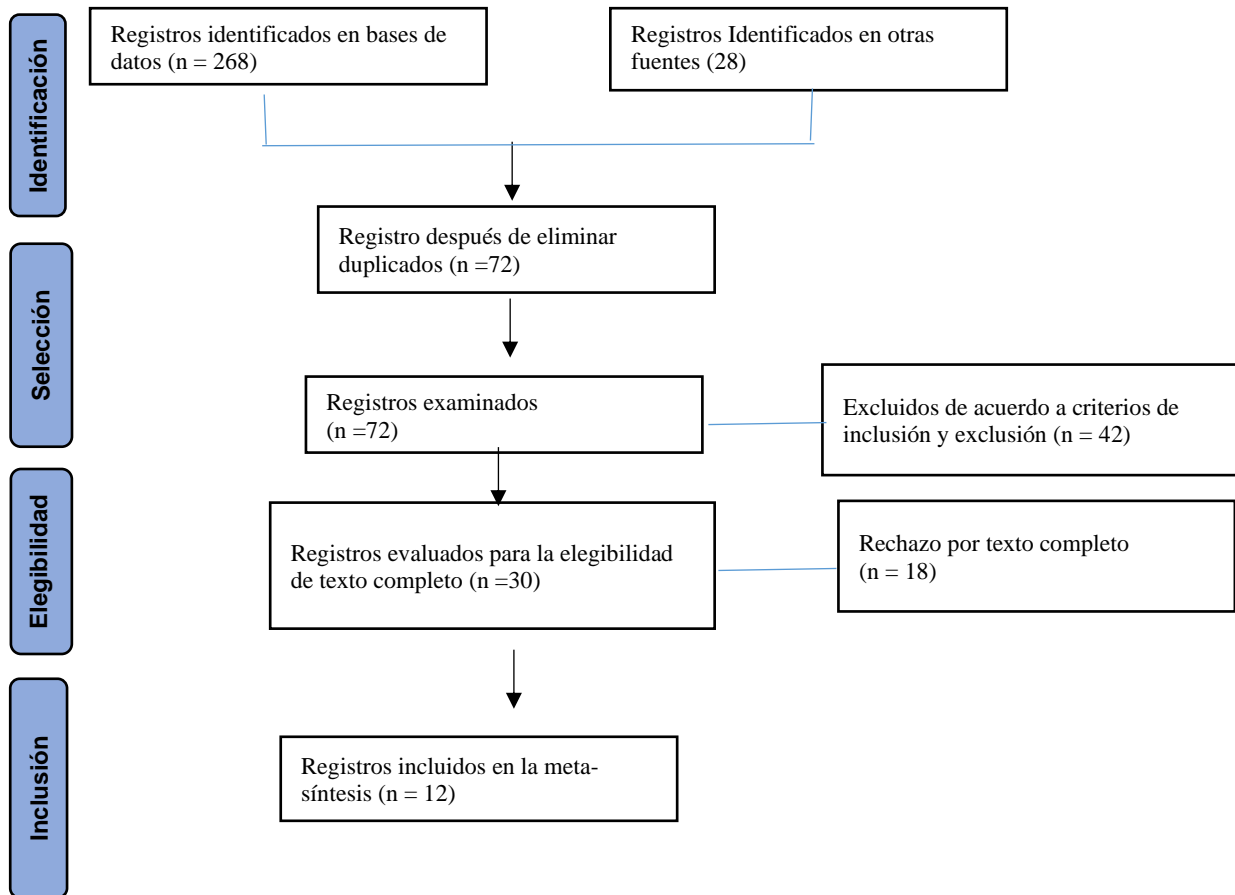 Identificación
Registros identificados en bases de
datos (n = 268)
Registros Identificados en otras
fuentes (28)
Registro después de eliminar
duplicados (n =72)
Selección
Registros examinados
(n =72)
Excluidos de acuerdo a criterios de
inclusión y exclusión (n = 42)
Elegibilidad
Registros evaluados para la elegibilidad
de texto completo (n =30)
Rechazo por texto completo
(n = 18)
Inclusión
Registros incluidos en la meta-
síntesis (n = 12)